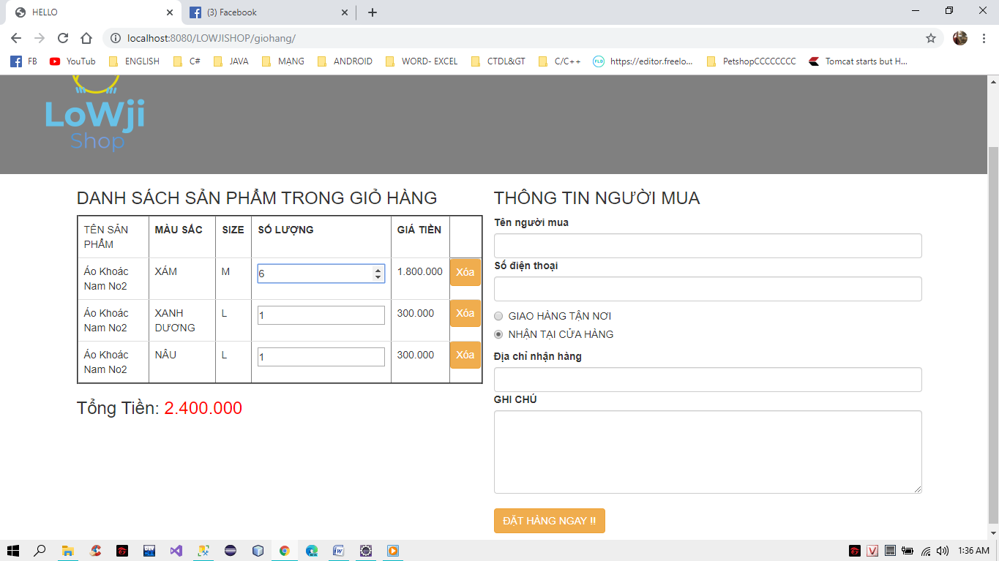 HELLO
(3) Facebook
localhost:8080/LOWJISHOP/giohang/
FB YouTub ENGLISH C# JAVA MẠNG ANDROID WORD- EXCEL CTDL&GT C/C++ https://editor.freelo... PetshopCCCCCCCC Tomcat starts but H...
LoWji
Shop
DANH SÁCH SẢN PHẨM TRONG GIỎ HÀNG
TÊN SẢN PHẨM MÀU SẮC SIZE SỐ LƯỢNG GIÁ TIỀN
Áo Khoác Nam No2 XÁM M 6 1.800.000 Xóa
Áo Khoác Nam No2 XANH DƯƠNG L 1 300.000 Xóa
Áo Khoác Nam No2 NÂU L 1 300.000 Xóa
Tổng Tiền: 2.400.000
THÔNG TIN NGƯỜI MUA
Tên người mua
Số điện thoại
GIAO HÀNG TẬN NƠI
NHẬN TẠI CỬA HÀNG
Địa chỉ nhận hàng
GHI CHÚ
ĐẶT HÀNG NGAY !!
1:36 AM